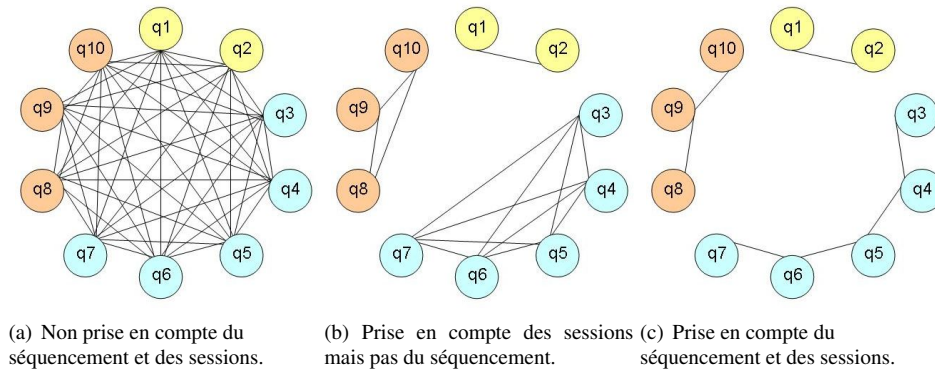 q1
q10
q2
q9
q3
q8
q4
q7
q5
q6
(a) Non prise en compte du
séquencement et des sessions.
q1
q10
q2
q9
q3
q8
q4
q7
q5
q6
(b) Prise en compte des sessions
mais pas du séquencement.
q1
q10
q2
q9
q3
q8
q4
q7
q5
q6
(c) Prise en compte du
séquencement et des sessions.